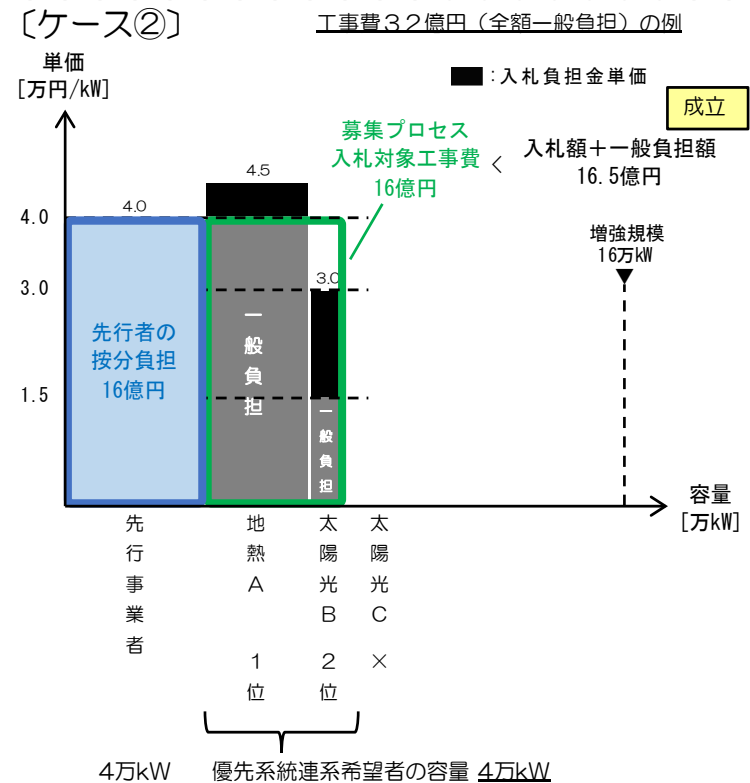 〔ケース②〕
工事費３２億円（全額一般負担）の例
単価
[万円/kW]
：入札負担金単価
成立
募集プロセス
入札対象工事費
16億円
＜
入札額＋一般負担額
16.5億円
増強規模
16万kW
4.0
3.0
1.5
4.0
4.5
3.0
先行者の
按分負担
16億円
一般負担
一般負担
容量
[万kW]
先行事業者
地熱Ａ　１位
太陽光Ｂ　２位
太陽光Ｃ　×
4万kW
優先系統連系希望者の容量 4万kW